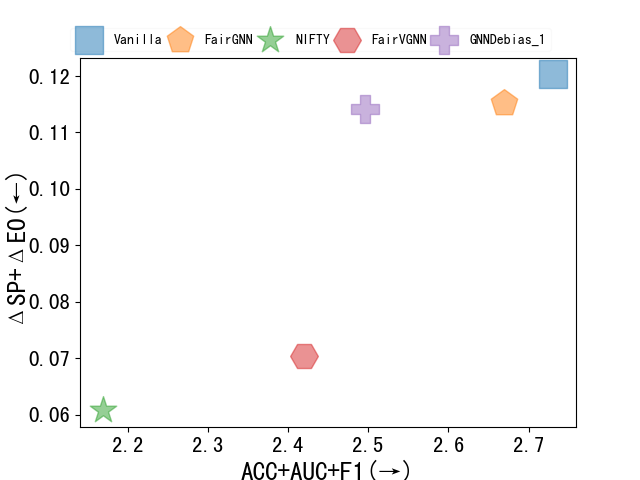 Vanilla FairGNN NIFTY FairVGNN GNNDebias_1
0.12
0.11
0.10
0.09
0.08
0.07
0.06
ΔSP+ΔEO(←)
2.2 2.3 2.4 2.5 2.6 2.7
ACC+AUC+F1(→)